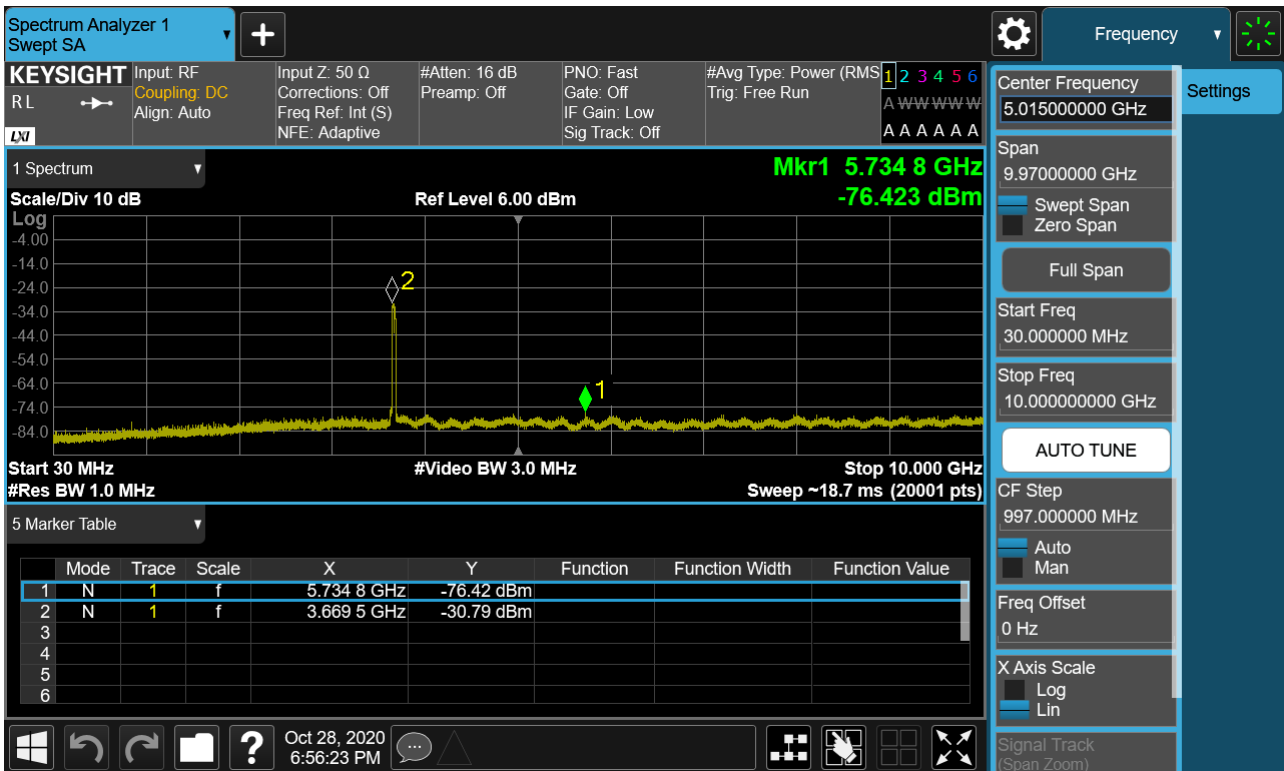 Spectrum Analyzer 1
Swept SA
Frequency
KEYSIGHT
R L
LXI
Input: RF
Coupling: DC
Align: Auto
Input Z: 50 Ω
Corrections: Off
Freq Ref: Int (S)
NFE: Adaptive
#Atten: 16 dB
Preamp: Off
PNO: Fast
Gate: Off
IF Gain: Low
Sig Track: Off
#Avg Type: Power (RMS
Trig: Free Run
1 2 3 4 5 6
A W W W W W
A A A A A A
1 Spectrum
Mkr1 5.734 8 GHz
-76.423 dBm
Scale/Div 10 dB
Ref Level 6.00 dBm
Log
-4.00
-14.0
-24.0
-34.0
-44.0
-54.0
-64.0
-74.0
-84.0
2
1
Start 30 MHz
#Video BW 3.0 MHz
Stop 10.000 GHz
#Res BW 1.0 MHz
Sweep ~18.7 ms (20001 pts)
5 Marker Table
Mode Trace Scale X Y Function Function Width Function Value
1 N 1 f 5.734 8 GHz -76.42 dBm
2 N 1 f 3.669 5 GHz -30.79 dBm
3
4
5
6
?
Oct 28, 2020
6:56:23 PM
Center Frequency
5.015000000 GHz
Settings
Span
9.97000000 GHz
Swept Span
Zero Span
Full Span
Start Freq
30.000000 MHz
Stop Freq
10.000000000 GHz
AUTO TUNE
CF Step
997.000000 MHz
Auto
Man
Freq Offset
0 Hz
X Axis Scale
Log
Lin
Signal Track
(Span Zoom)